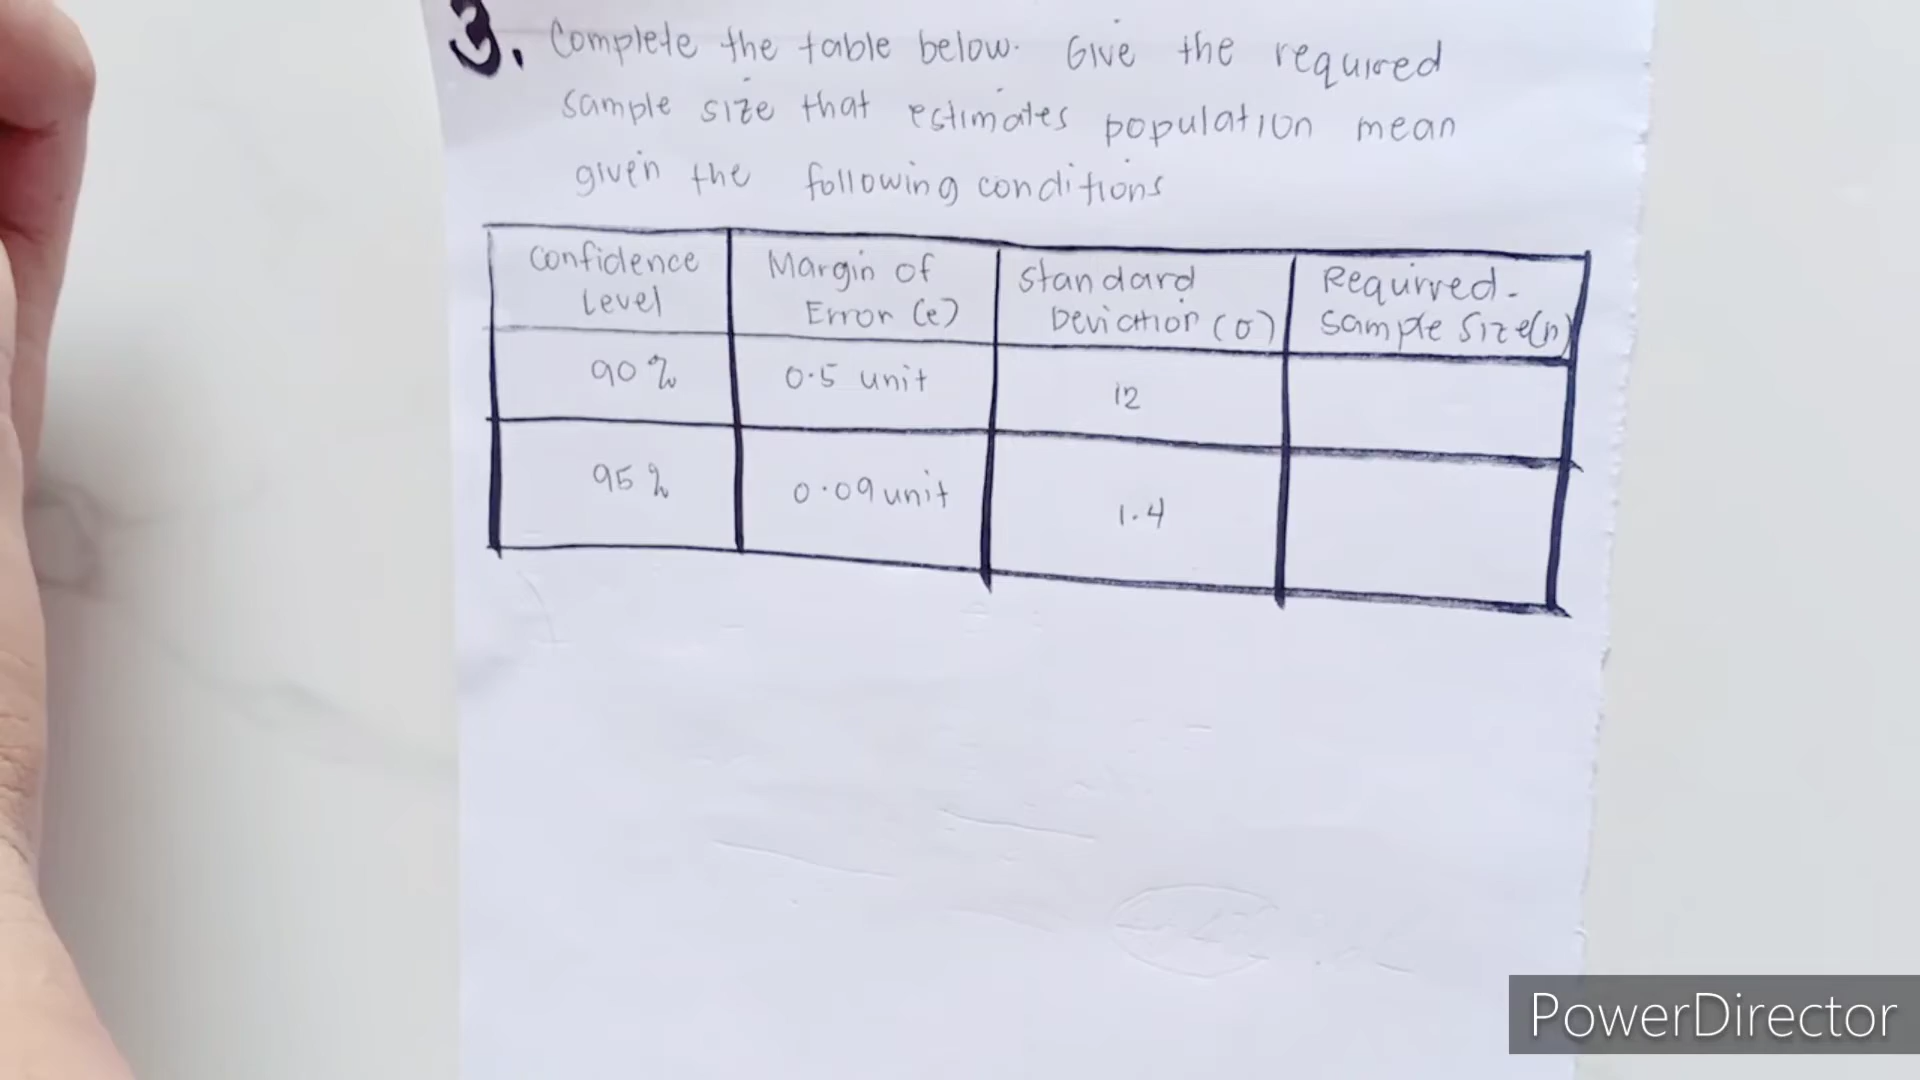 3. Complete the table below. Give the required
sample size that estimates population mean
given the following conditions
Confidence Level
Margin of Error (e)
Standard Deviation (σ)
Requirred- Sample Size(n)
90%
0.5 unit
12
95%
0.09 unit
1.4
PowerDirector